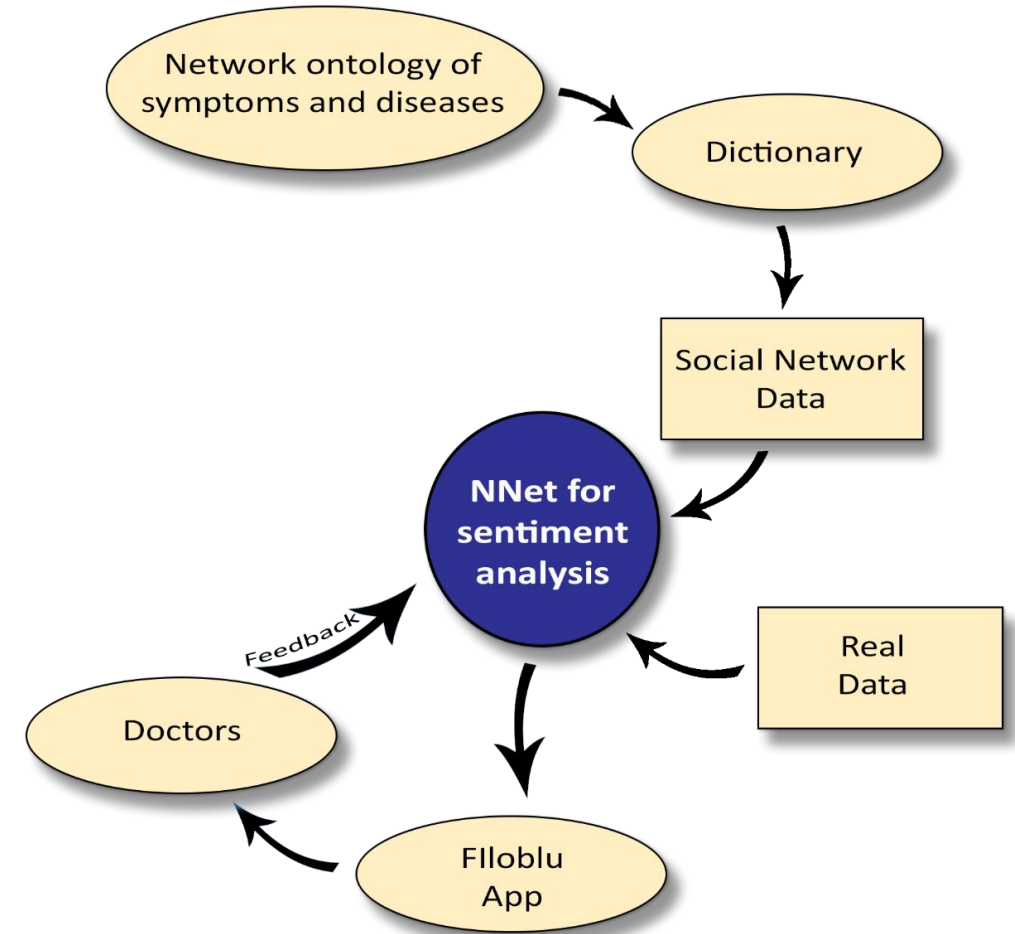 Network ontology of
symptoms and diseases
Dictionary
Social Network
Data
NNet for
sentiment
analysis
Real
Data
Feedback
Doctors
FIloblu
App